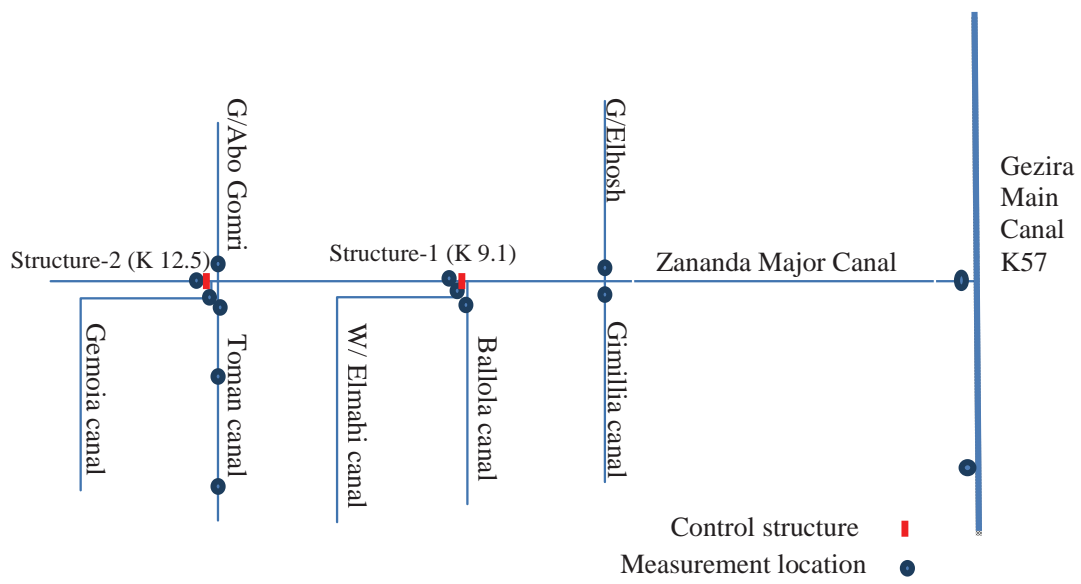 G/Abo Gomri
G/Elhosh
Gezira
Main
Canal
K57
Structure-2 (K 12.5)
Structure-1 (K 9.1)
Zananda Major Canal
Gemoia canal
Toman canal
W/ Elmahi canal
Ballola canal
Gimillia canal
Control structure
Measurement location